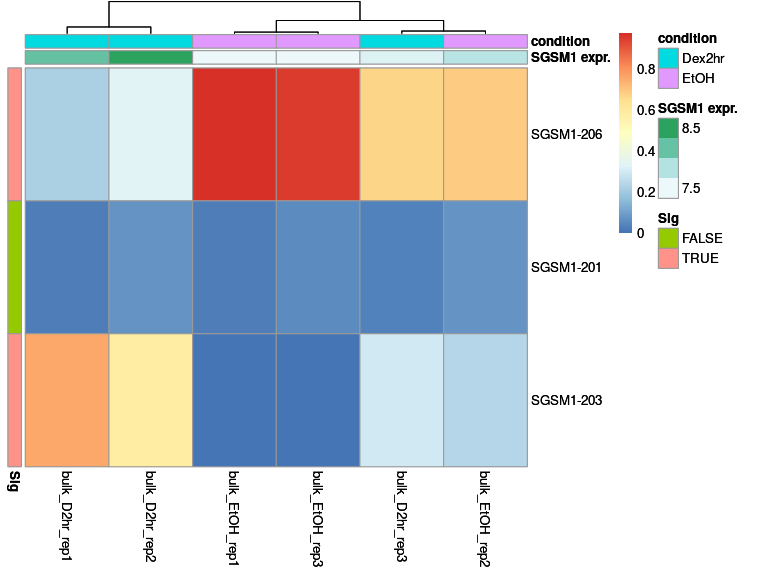 condition
SGSM1 expr.
SGSM1-206
SGSM1-201
SGSM1-203
Sig
bulk_D2hr_rep1
bulk_D2hr_rep2
bulk_EtOH_rep1
bulk_EtOH_rep3
bulk_D2hr_rep3
bulk_EtOH_rep2
0.8
0.6
0.4
0.2
0
condition
Dex2hr
EtOH
SGSM1 expr.
8.5
7.5
Sig
FALSE
TRUE